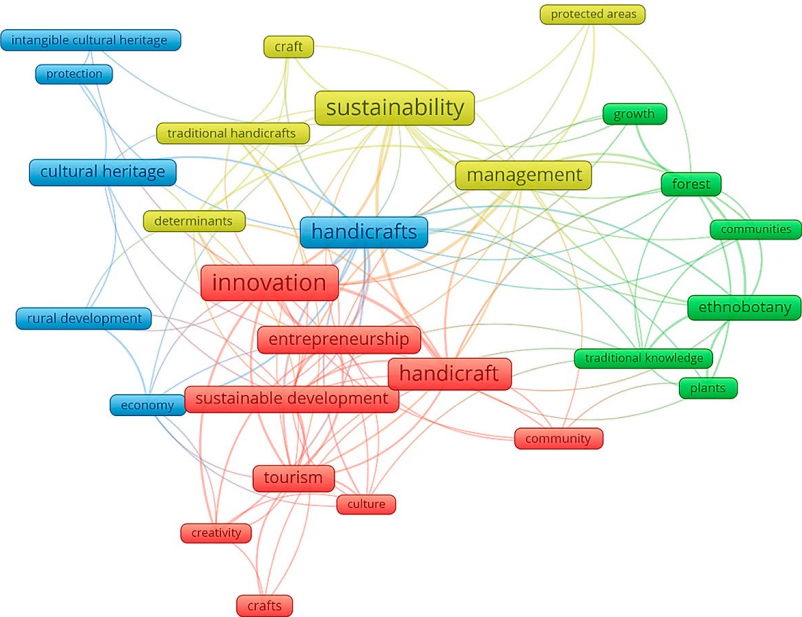 protected areas
intangible cultural heritage
craft
protection
sustainability
growth
traditional handicrafts
cultural heritage
management
forest
determinants
communities
handicrafts
innovation
ethnobotany
rural development
entrepreneurship
traditional knowledge
handicraft
plants
sustainable development
economy
community
tourism
culture
creativity
crafts